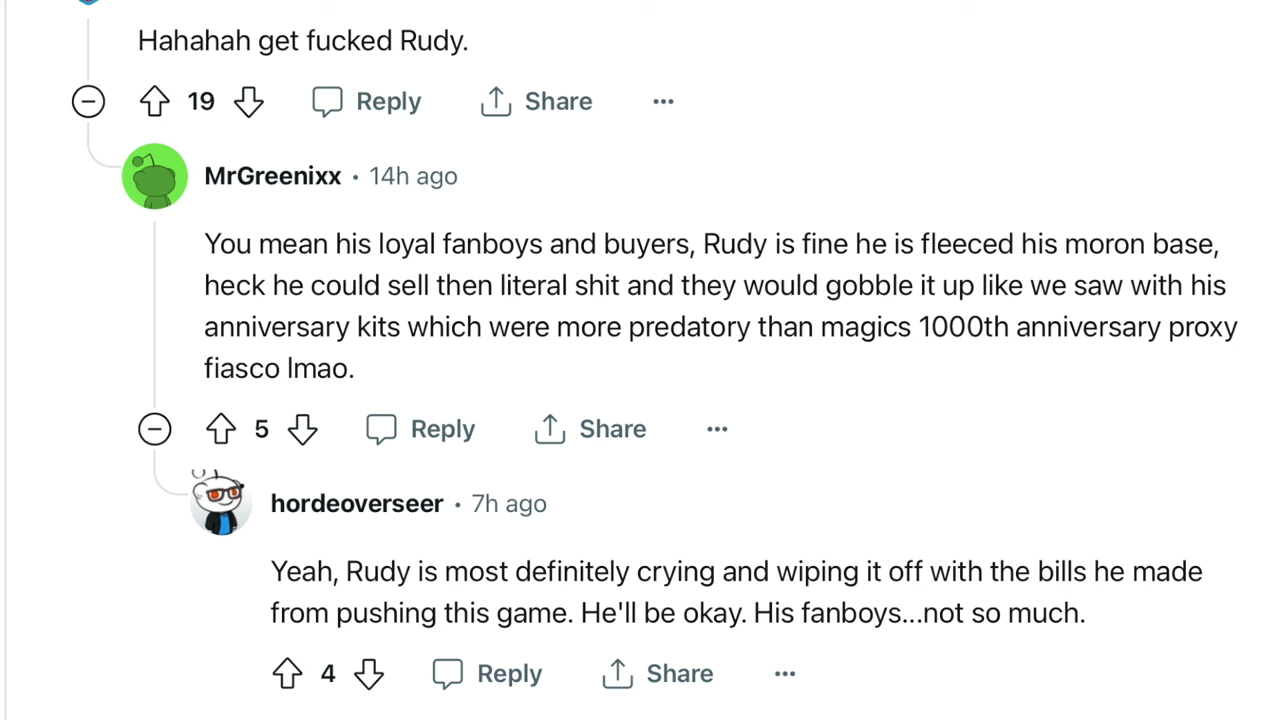 Hahahah get fucked Rudy.
19 Reply Share ...
MrGreenixx • 14h ago
You mean his loyal fanboys and buyers, Rudy is fine he is fleeced his moron base,
heck he could sell then literal shit and they would gobble it up like we saw with his
anniversary kits which were more predatory than magics 1000th anniversary proxy
fiasco lmao.
5 Reply Share ...
hordeoverseer • 7h ago
Yeah, Rudy is most definitely crying and wiping it off with the bills he made
from pushing this game. He'll be okay. His fanboys...not so much.
4 Reply Share ...